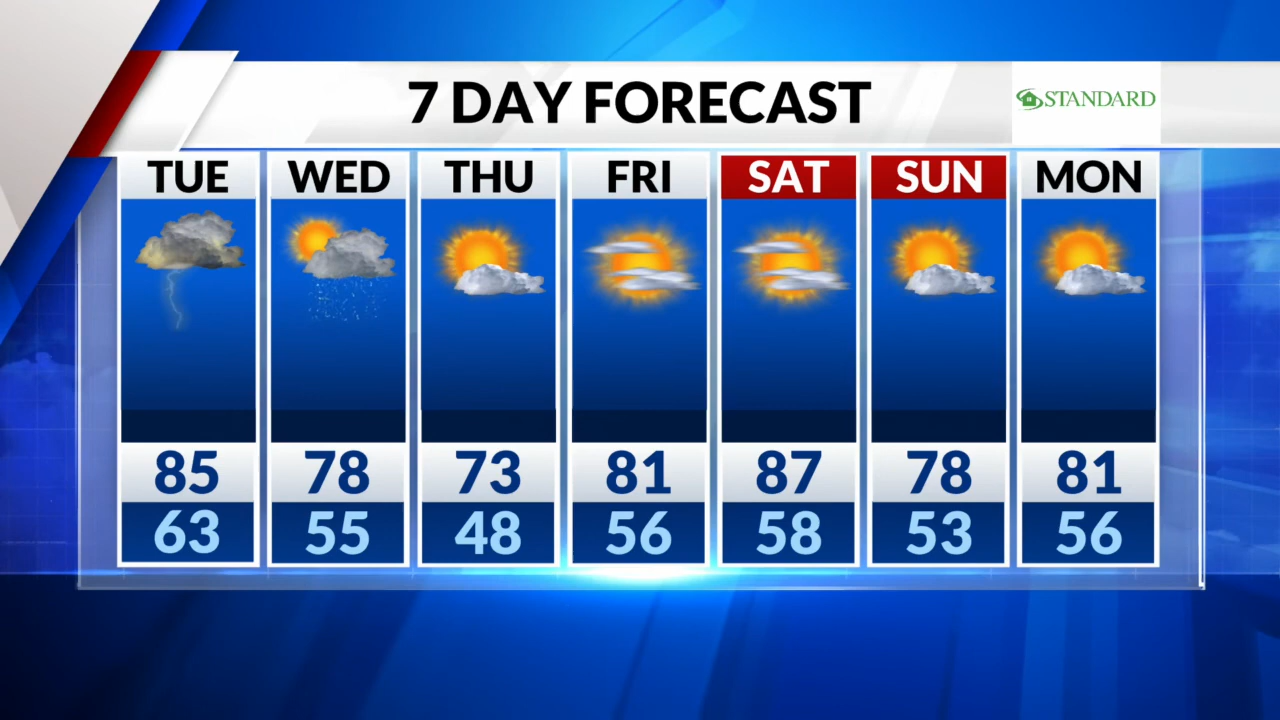 7 DAY FORECAST
STANDARD
TUE WED THU FRI SAT SUN MON
85 78 73 81 87 78 81
63 55 48 56 58 53 56